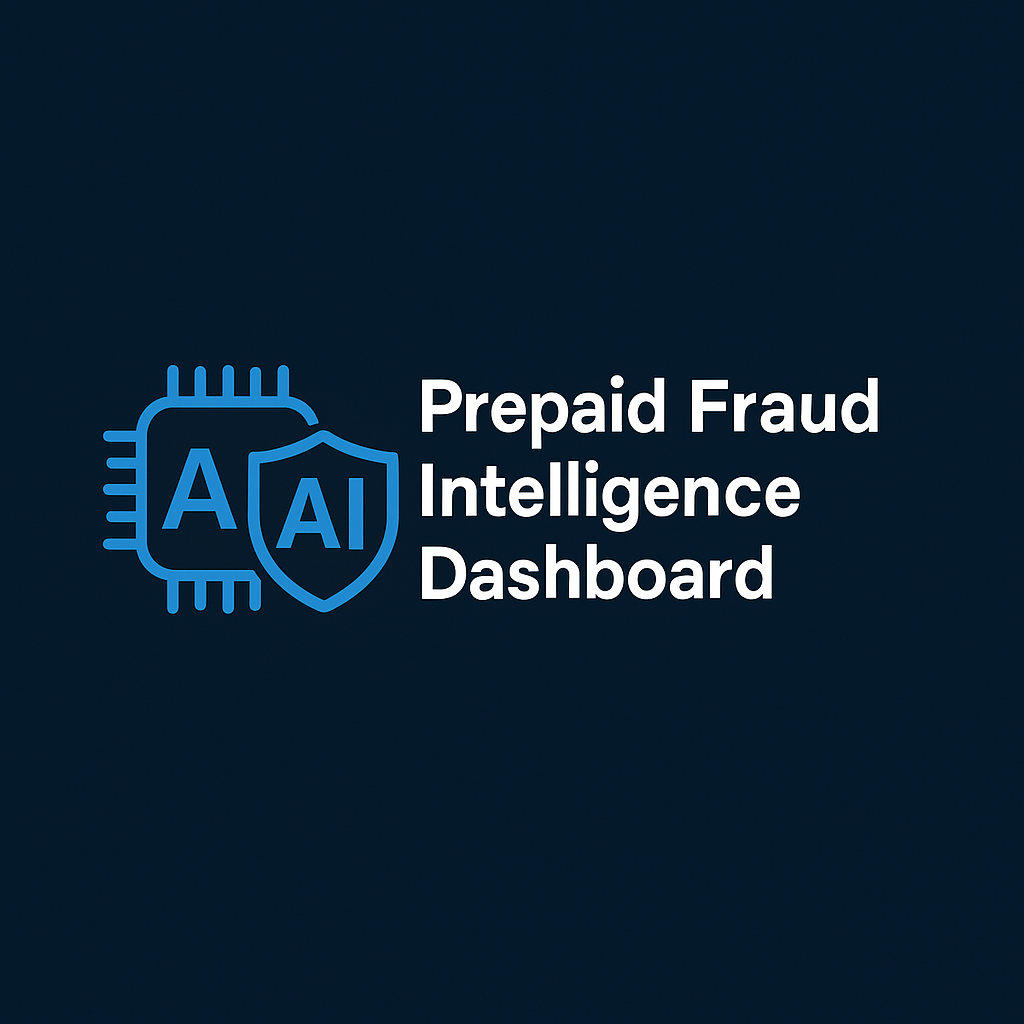 A
AI
Prepaid Fraud
Intelligence
Dashboard